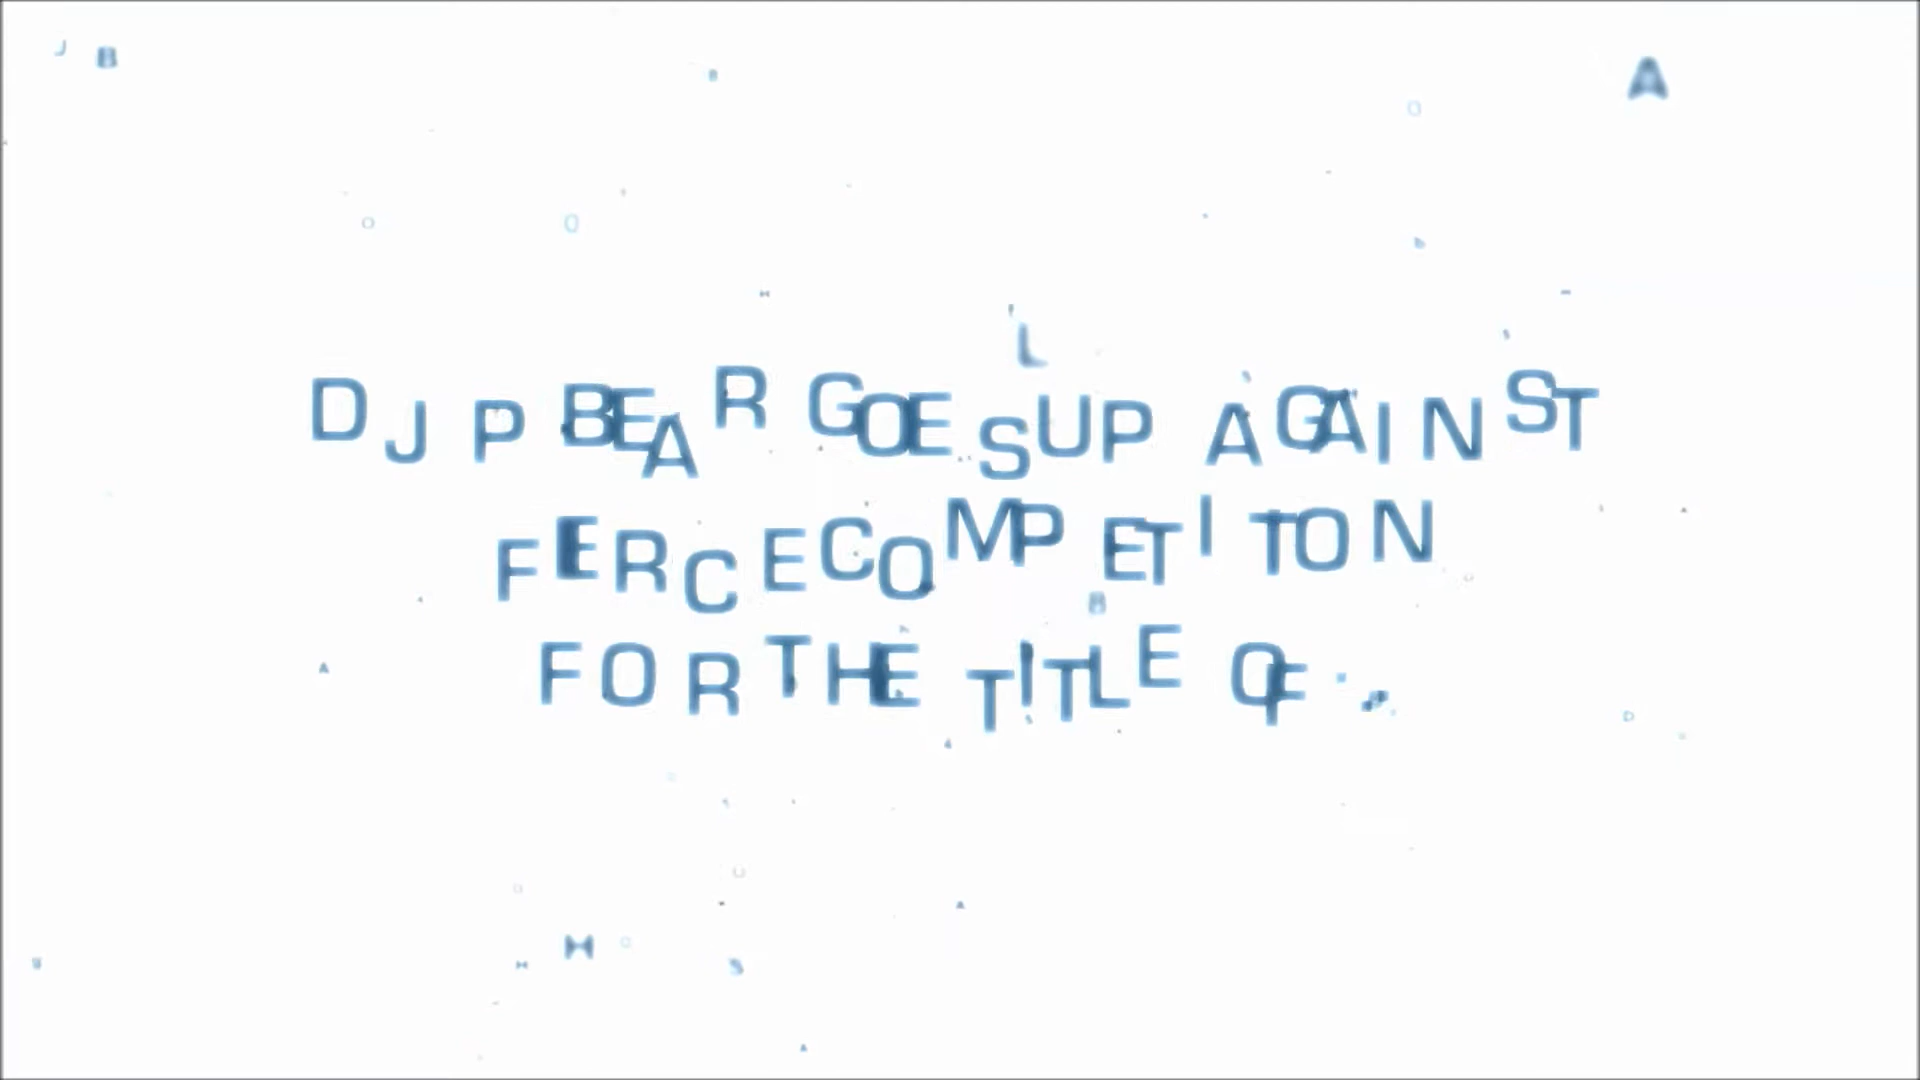 DJ P BEAR GOES UP AGAINST
FIERCE COMPETITION
FOR THE TITLE OF...